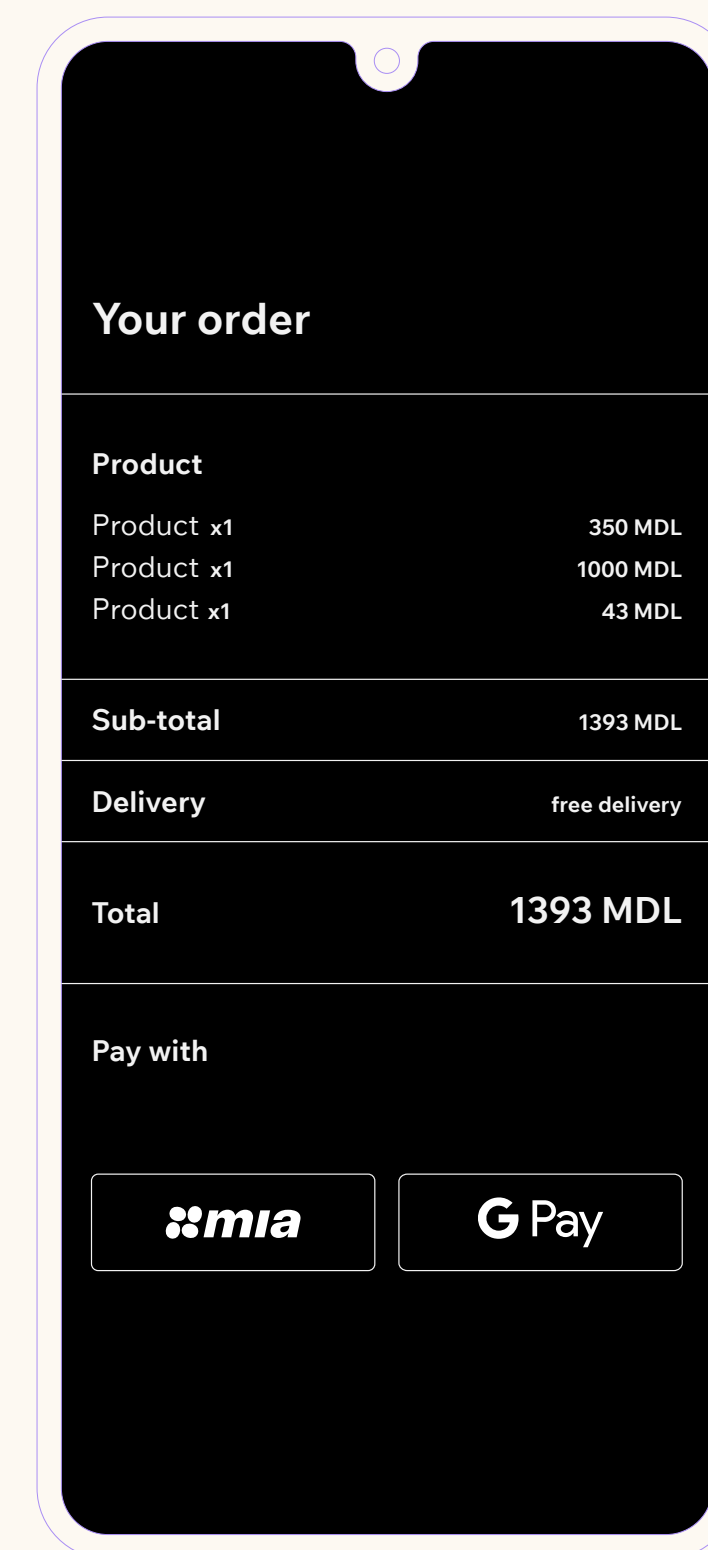 Your order
Product
Product x1 350 MDL
Product x1 1000 MDL
Product x1 43 MDL
Sub-total 1393 MDL
Delivery free delivery
Total 1393 MDL
Pay with
mia G Pay